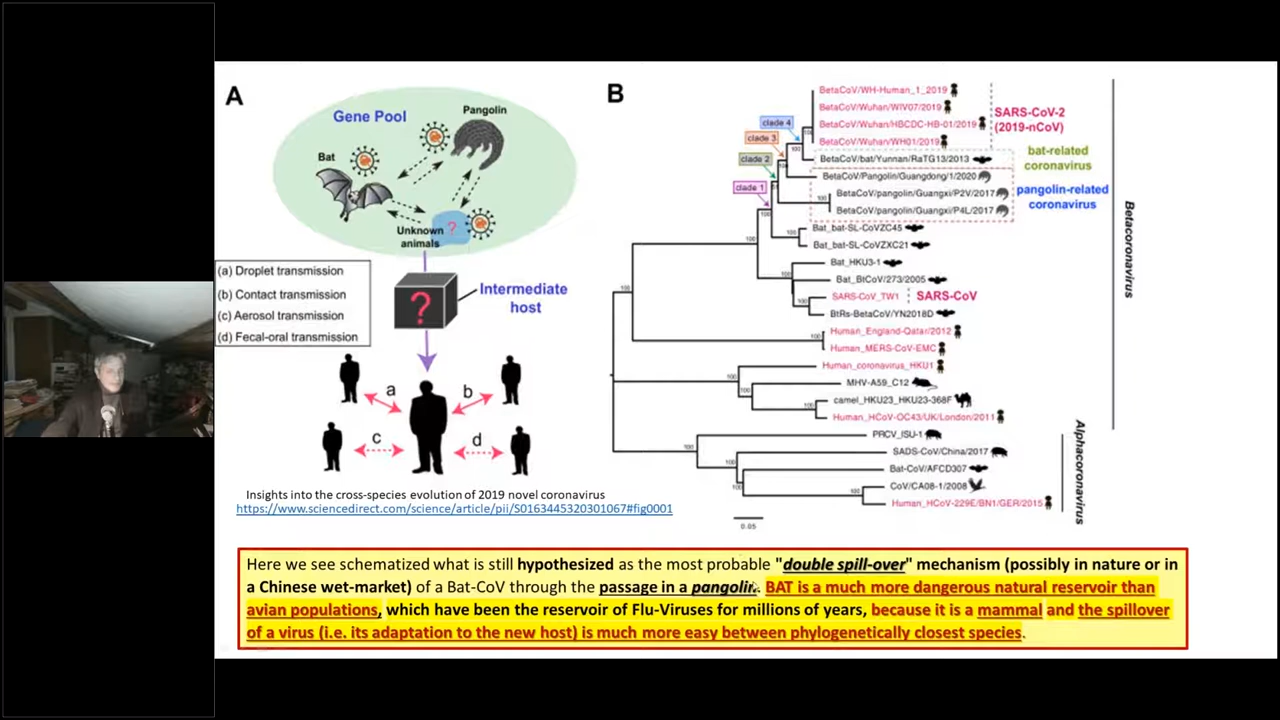 A
Gene Pool
Pangolin
Bat
?
Unknown
animals
(a) Droplet transmission
(b) Contact transmission
(c) Aerosol transmission
(d) Fecal-oral transmission
?
Intermediate
host
a
b
c
d
Insights into the cross-species evolution of 2019 novel coronavirus
https://www.sciencedirect.com/science/article/pii/S0163445320301067#fig0001
B
BetaCoV/WH-Human_1_2019
BetaCoV/Wuhan/WIV07/2019
BetaCoV/Wuhan/HBCDC-HB-01/2019
BetaCoV/Wuhan/WH01/2019
SARS-CoV-2
(2019-nCoV)
clade 4
clade 3
clade 2
clade 1
BetaCoV/bat/Yunnan/RaTG13/2013
bat-related
coronavirus
BetaCoV/Pangolin/Guangdong/1/2020
BetaCoV/pangolin/Guangxi/P2V/2017
BetaCoV/pangolin/Guangxi/P4L/2017
pangolin-related
coronavirus
Bat_bat-SL-CoVZC45
Bat_bat-SL-CoVZXC21
Bat_HKU3-1
Bat_BtCoV/273/2005
SARS-CoV_TW1
SARS-CoV
BtRs-BetaCoV/YN2018D
Human_England-Qatar/2012
Human_MERS-CoV-EMC
Human_coronavirus_HKU1
MHV-A59_C12
camel_HKU23_HKU23-368F
Human_HCoV-OC43/UK/London/2011
PRCV_ISU-1
SADS-CoV/China/2017
Bat-CoV/AFCD307
CoV/CA08-1/2008
Human_HCoV-229E/BN1/GER/2015
Betacoronavirus
Alphacoronavirus
0.05
Here we see schematized what is still hypothesized as the most probable "double spill-over" mechanism (possibly in nature or in
a Chinese wet-market) of a Bat-CoV through the passage in a pangolin. BAT is a much more dangerous natural reservoir than
avian populations, which have been the reservoir of Flu-Viruses for millions of years, because it is a mammal and the spillover
of a virus (i.e. its adaptation to the new host) is much more easy between phylogenetically closest species.